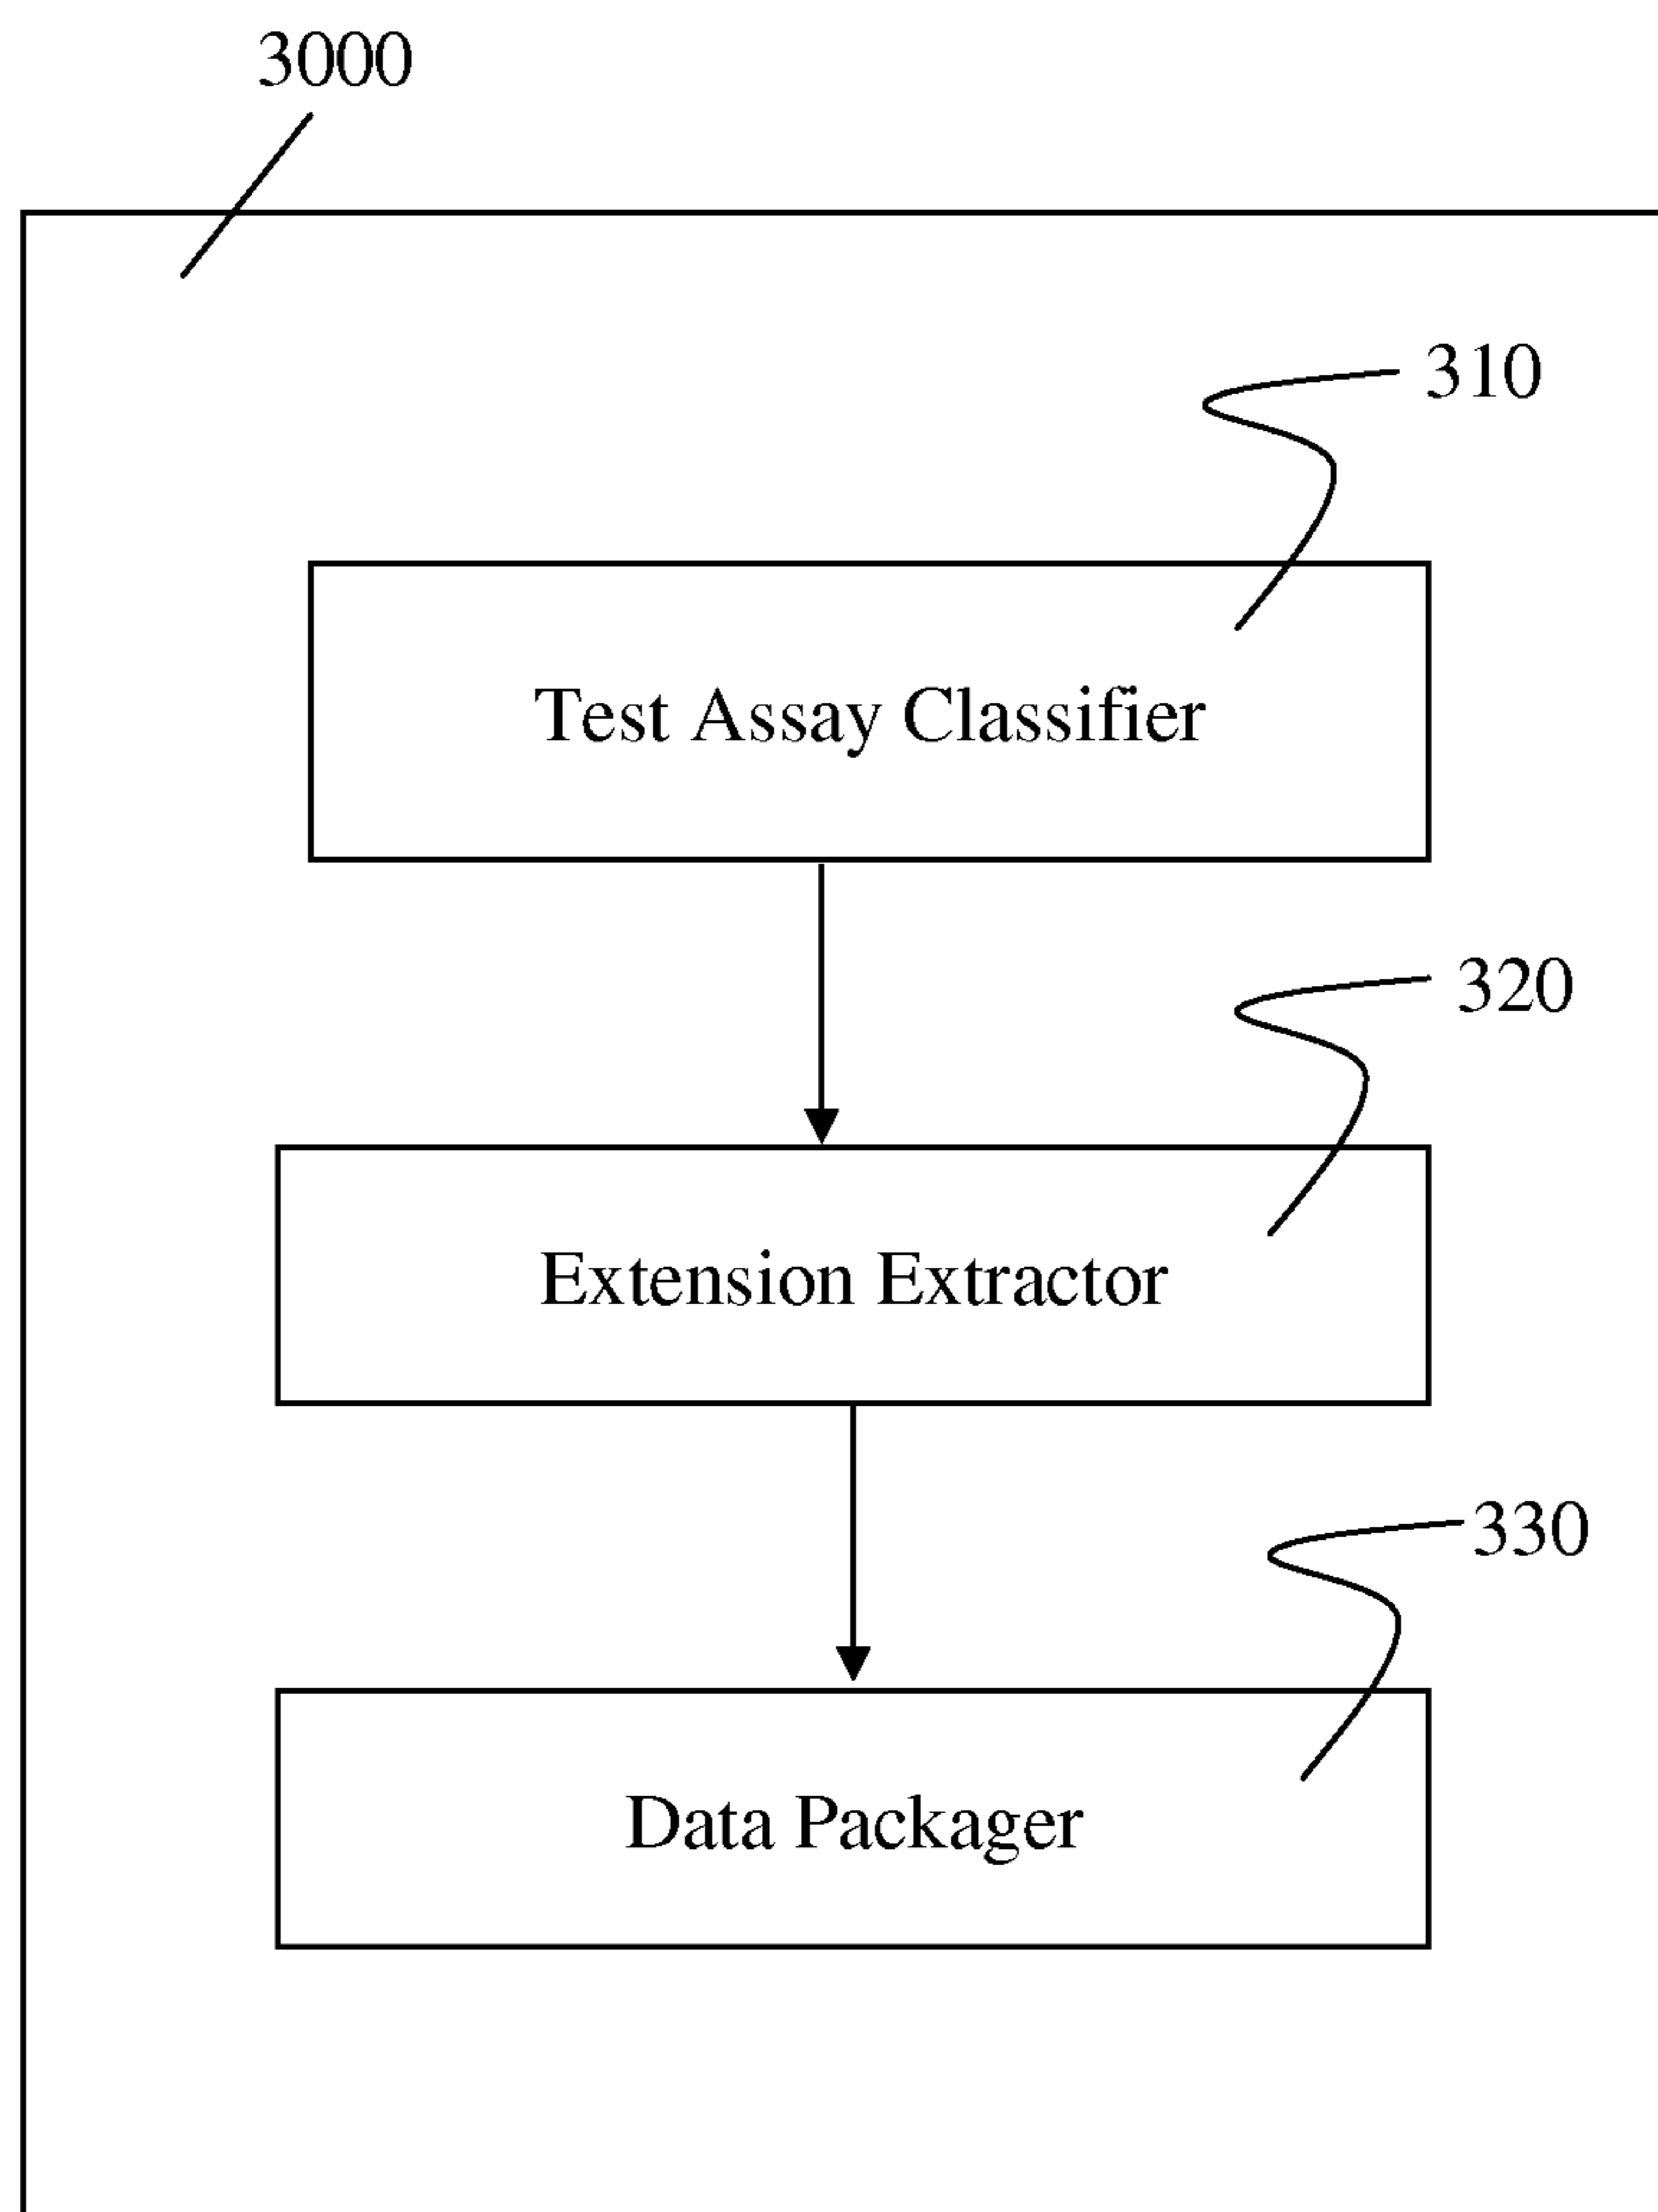 3000
310
Test Assay Classifier
320
Extension Extractor
330
Data Packager